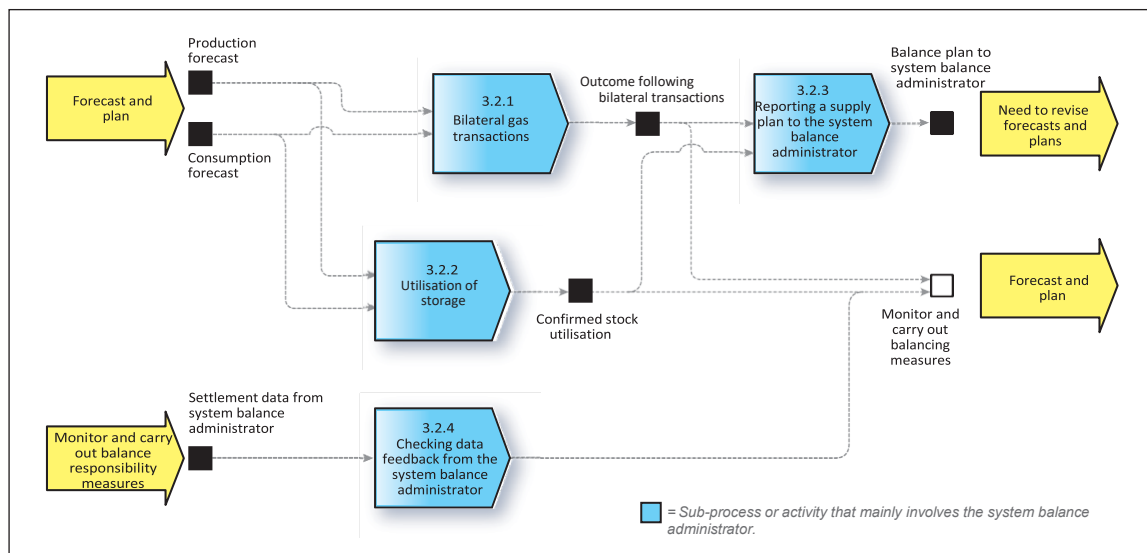 Production
forecast
Forecast and
plan
Consumption
forecast
3.2.1
Bilateral gas
transactions
Outcome following
bilateral transactions
3.2.3
Reporting a supply
plan to the system
balance
administrator
Balance plan to
system balance
administrator
Need to revise
forecasts and
plans
3.2.2
Utilisation of
storage
Confirmed stock
utilisation
Monitor and
carry out
balancing
measures
Forecast and
plan
Monitor and carry
out balance
responsibility
measures
Settlement data from
system balance
administrator
3.2.4
Checking data
feedback from the
system balance
administrator
= Sub-process or activity that mainly involves the system balance
administrator.